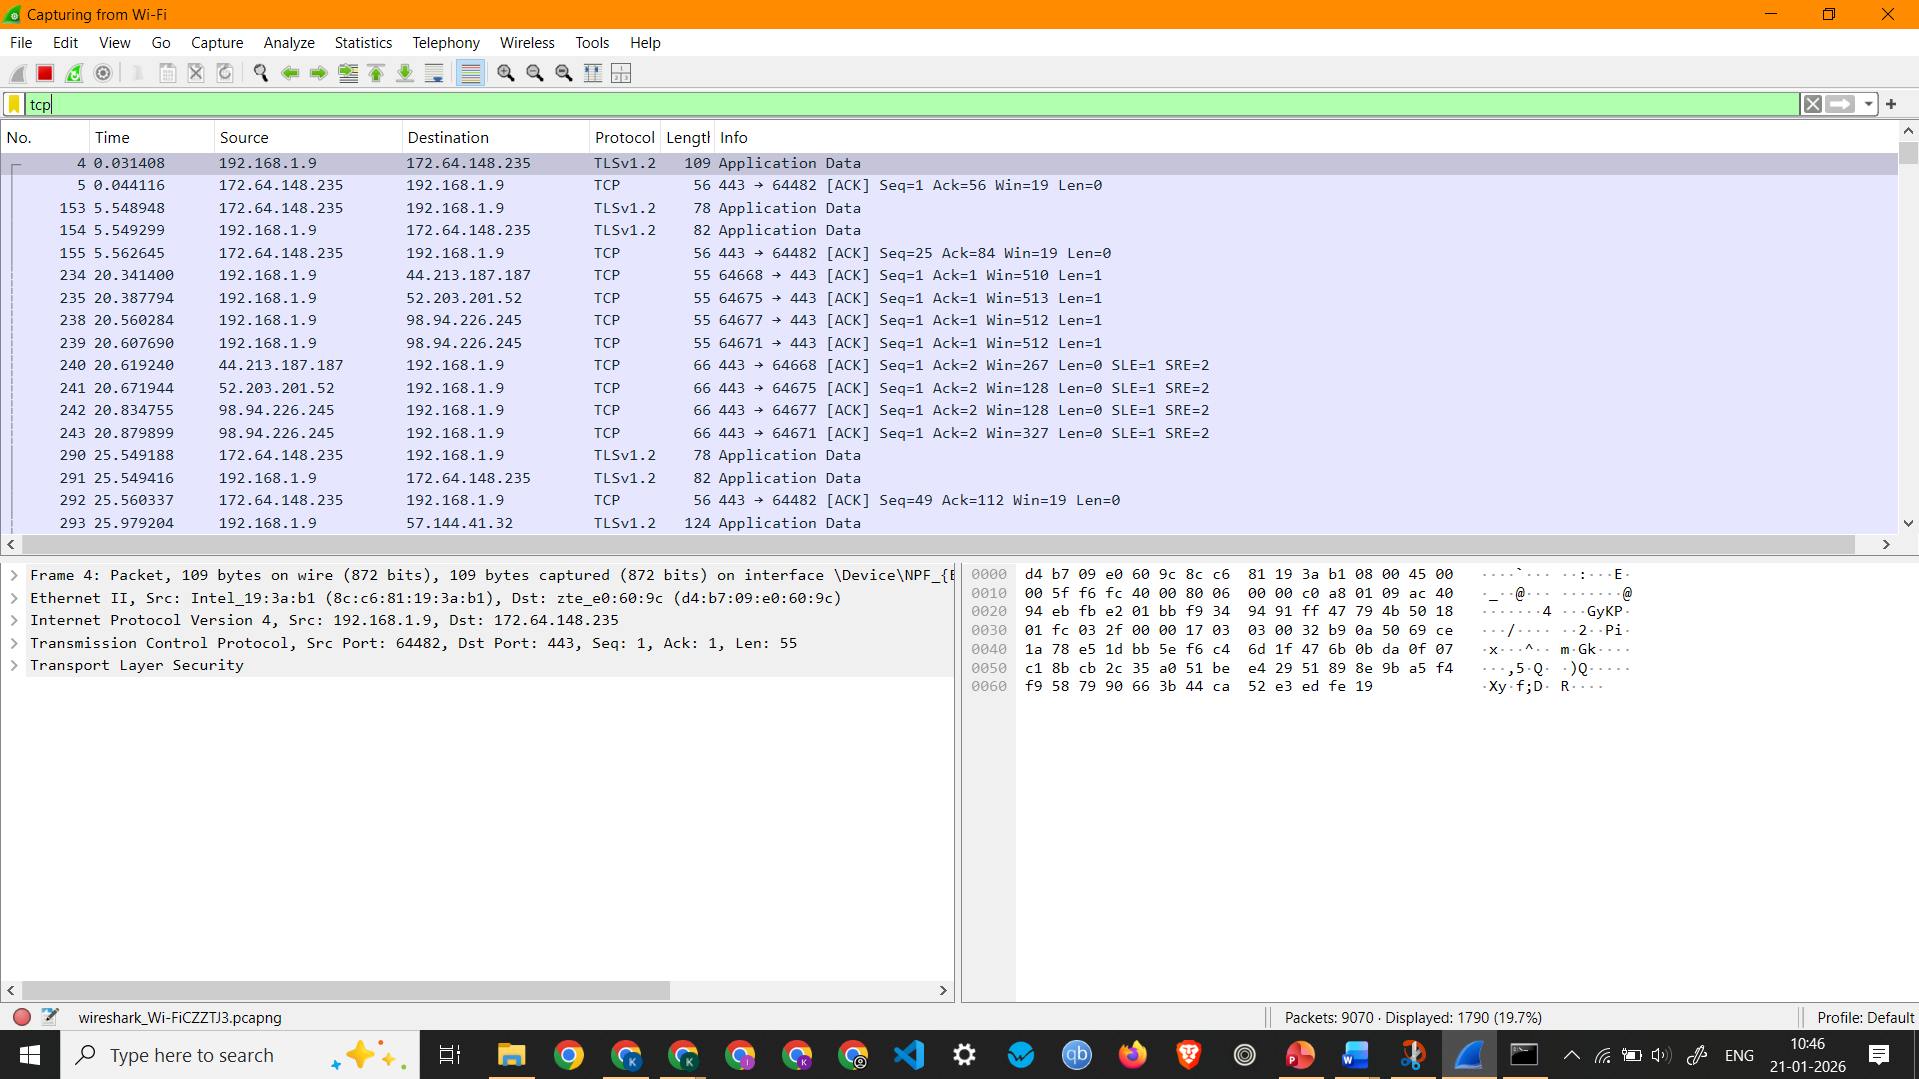 Capturing from Wi-Fi
File Edit View Go Capture Analyze Statistics Telephony Wireless Tools Help
tcp
No. Time Source Destination Protocol Length Info
4 0.031408 192.168.1.9 172.64.148.235 TLSv1.2 109 Application Data
5 0.044116 172.64.148.235 192.168.1.9 TCP 56 443 → 64482 [ACK] Seq=1 Ack=56 Win=19 Len=0
153 5.548948 172.64.148.235 192.168.1.9 TLSv1.2 78 Application Data
154 5.549299 192.168.1.9 172.64.148.235 TLSv1.2 82 Application Data
155 5.562645 172.64.148.235 192.168.1.9 TCP 56 443 → 64482 [ACK] Seq=25 Ack=84 Win=19 Len=0
234 20.341400 192.168.1.9 44.213.187.187 TCP 55 64668 → 443 [ACK] Seq=1 Ack=1 Win=510 Len=1
235 20.387794 192.168.1.9 52.203.201.52 TCP 55 64675 → 443 [ACK] Seq=1 Ack=1 Win=513 Len=1
238 20.560284 192.168.1.9 98.94.226.245 TCP 55 64677 → 443 [ACK] Seq=1 Ack=1 Win=512 Len=1
239 20.607690 192.168.1.9 98.94.226.245 TCP 55 64671 → 443 [ACK] Seq=1 Ack=1 Win=512 Len=1
240 20.619240 44.213.187.187 192.168.1.9 TCP 66 443 → 64668 [ACK] Seq=1 Ack=2 Win=267 Len=0 SLE=1 SRE=2
241 20.671944 52.203.201.52 192.168.1.9 TCP 66 443 → 64675 [ACK] Seq=1 Ack=2 Win=128 Len=0 SLE=1 SRE=2
242 20.834755 98.94.226.245 192.168.1.9 TCP 66 443 → 64677 [ACK] Seq=1 Ack=2 Win=128 Len=0 SLE=1 SRE=2
243 20.879899 98.94.226.245 192.168.1.9 TCP 66 443 → 64671 [ACK] Seq=1 Ack=2 Win=327 Len=0 SLE=1 SRE=2
290 25.549188 172.64.148.235 192.168.1.9 TLSv1.2 78 Application Data
291 25.549416 192.168.1.9 172.64.148.235 TLSv1.2 82 Application Data
292 25.560337 172.64.148.235 192.168.1.9 TCP 56 443 → 64482 [ACK] Seq=49 Ack=112 Win=19 Len=0
293 25.979204 192.168.1.9 57.144.41.32 TLSv1.2 124 Application Data
Frame 4: Packet, 109 bytes on wire (872 bits), 109 bytes captured (872 bits) on interface \Device\NPF_{E
Ethernet II, Src: Intel_19:3a:b1 (8c:c6:81:19:3a:b1), Dst: zte_e0:60:9c (d4:b7:09:e0:60:9c)
Internet Protocol Version 4, Src: 192.168.1.9, Dst: 172.64.148.235
Transmission Control Protocol, Src Port: 64482, Dst Port: 443, Seq: 1, Ack: 1, Len: 55
Transport Layer Security
0000 d4 b7 09 e0 60 9c 8c c6 81 19 3a b1 08 00 45 00 ····`··· ··:···E·
0010 00 5f f6 fc 40 00 80 06 00 00 c0 a8 01 09 ac 40 ·_··@··· ·······@
0020 94 eb fb e2 01 bb f9 34 94 91 ff 47 79 4b 50 18 ·······4 ···GyKP·
0030 01 fc 03 2f 00 00 17 03 03 00 32 b9 0a 50 69 ce ···/···· ··2··Pi·
0040 1a 78 e5 1d bb 5e f6 c4 6d 1f 47 6b 0b da 0f 07 ·x···^·· m·Gk····
0050 c1 8b cb 2c 35 a0 51 be e4 29 51 89 8e 9b a5 f4 ···,5·Q· ·)Q·····
0060 f9 58 79 90 66 3b 44 ca 52 e3 ed fe 19 ·Xy·f;D· R····
wireshark_Wi-FiCZZTJ3.pcapng
Packets: 9070 · Displayed: 1790 (19.7%)
Profile: Default
Type here to search
ENG
10:46
21-01-2026